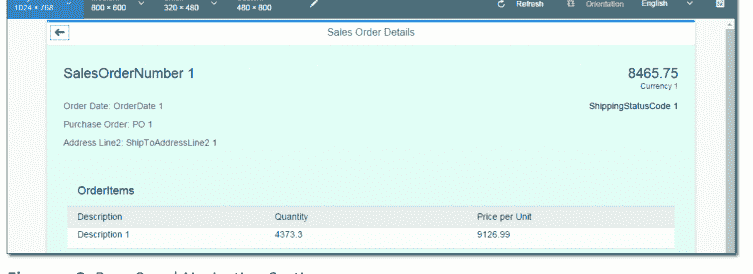 1024 × 768 800 × 600 320 × 480 480 × 800 Refresh Orientation English
Sales Order Details
SalesOrderNumber 1 8465.75
Currency 1
Order Date: OrderDate 1 ShippingStatusCode 1
Purchase Order: PO 1
Address Line2: ShipToAddressLine2 1
OrderItems
Description Quantity Price per Unit
Description 1 4373.3 9126.99